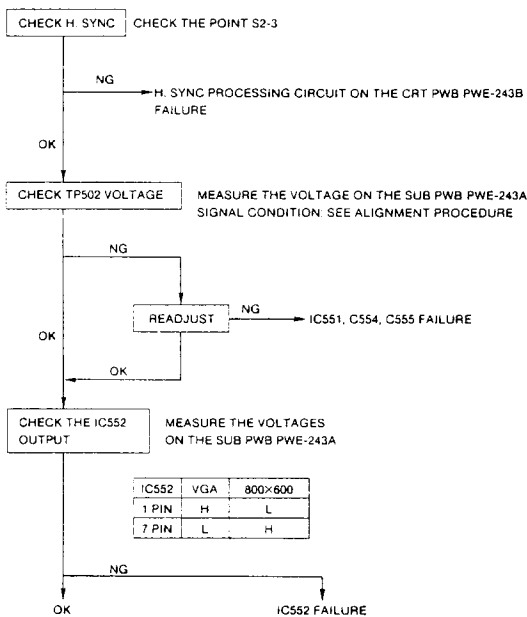 CHECK H. SYNC
CHECK THE POINT S2-3
NG
H. SYNC PROCESSING CIRCUIT ON THE CRT PWB PWE-243B
FAILURE
OK
CHECK TP502 VOLTAGE
MEASURE THE VOLTAGE ON THE SUB PWB PWE-243A
SIGNAL CONDITION: SEE ALIGNMENT PROCEDURE
NG
READJUST
NG
IC551, C554, C555 FAILURE
OK
OK
CHECK THE IC552
OUTPUT
MEASURE THE VOLTAGES
ON THE SUB PWB PWE-243A
IC552 VGA 800×600
1 PIN H L
7 PIN L H
NG
OK
IC552 FAILURE